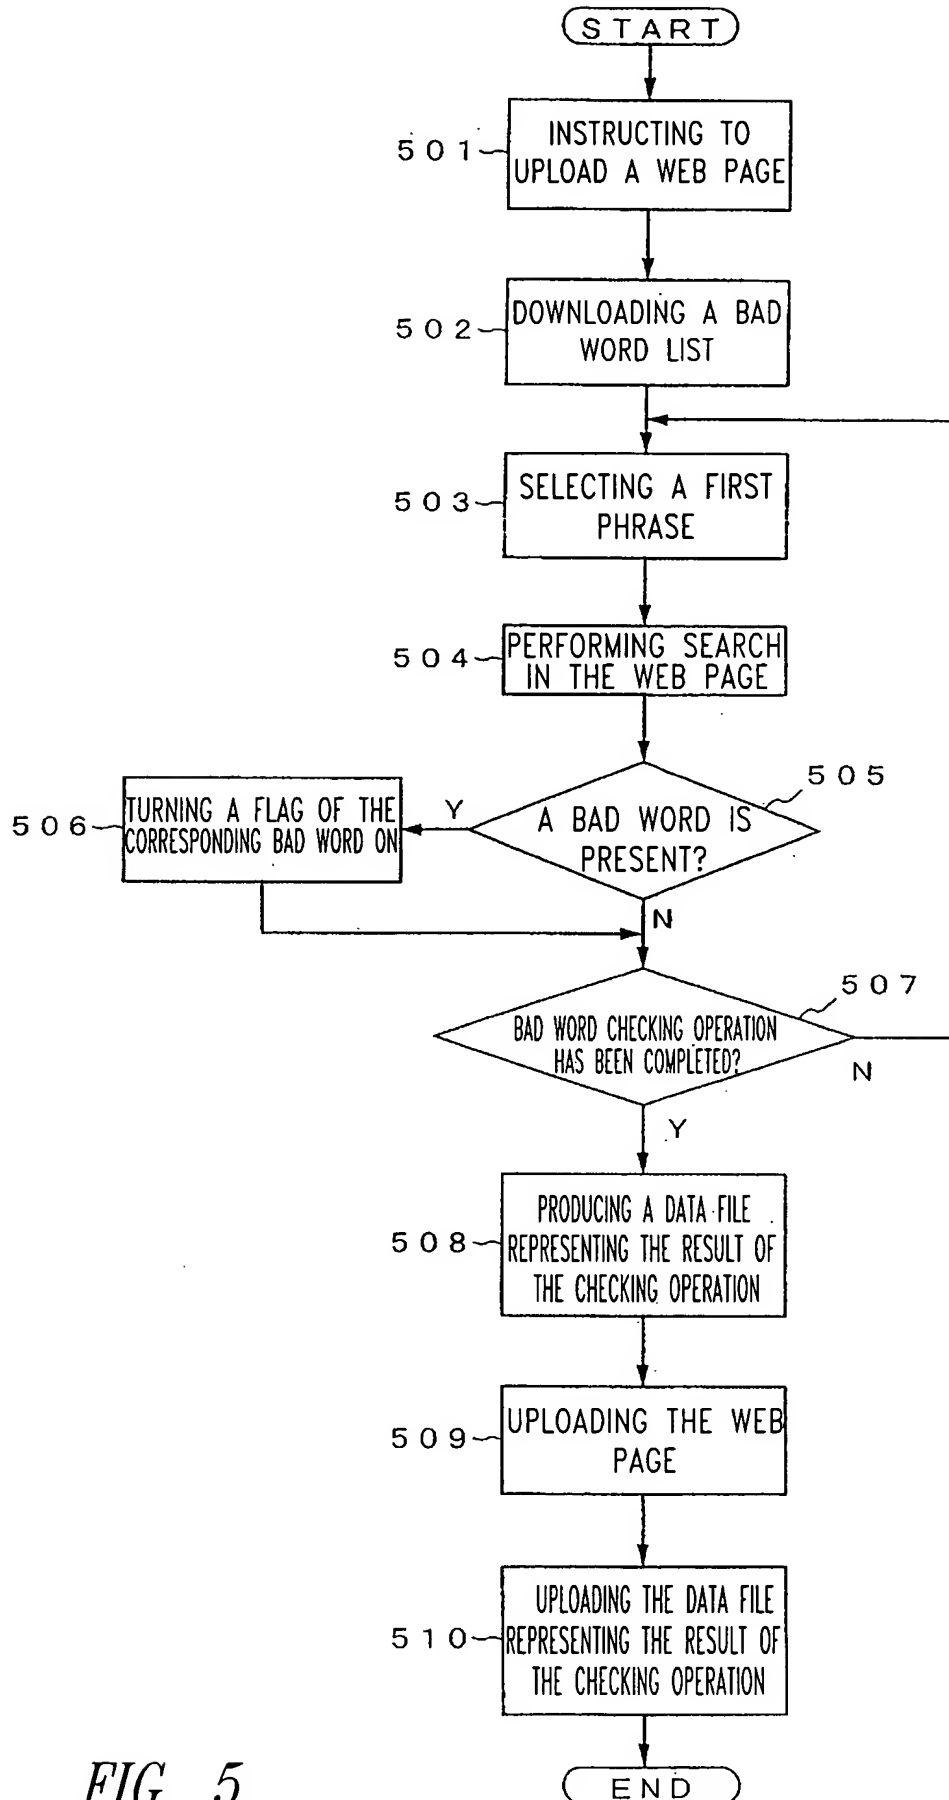 START
501
INSTRUCTING TO
UPLOAD A WEB PAGE
502
DOWNLOADING A BAD
WORD LIST
503
SELECTING A FIRST
PHRASE
504
PERFORMING SEARCH
IN THE WEB PAGE
505
A BAD WORD IS
PRESENT?
Y
506
TURNING A FLAG OF THE
CORRESPONDING BAD WORD ON
N
507
BAD WORD CHECKING OPERATION
HAS BEEN COMPLETED?
N
Y
508
PRODUCING A DATA FILE
REPRESENTING THE RESULT OF
THE CHECKING OPERATION
509
UPLOADING THE WEB
PAGE
510
UPLOADING THE DATA FILE
REPRESENTING THE RESULT OF
THE CHECKING OPERATION
END
FIG. 5